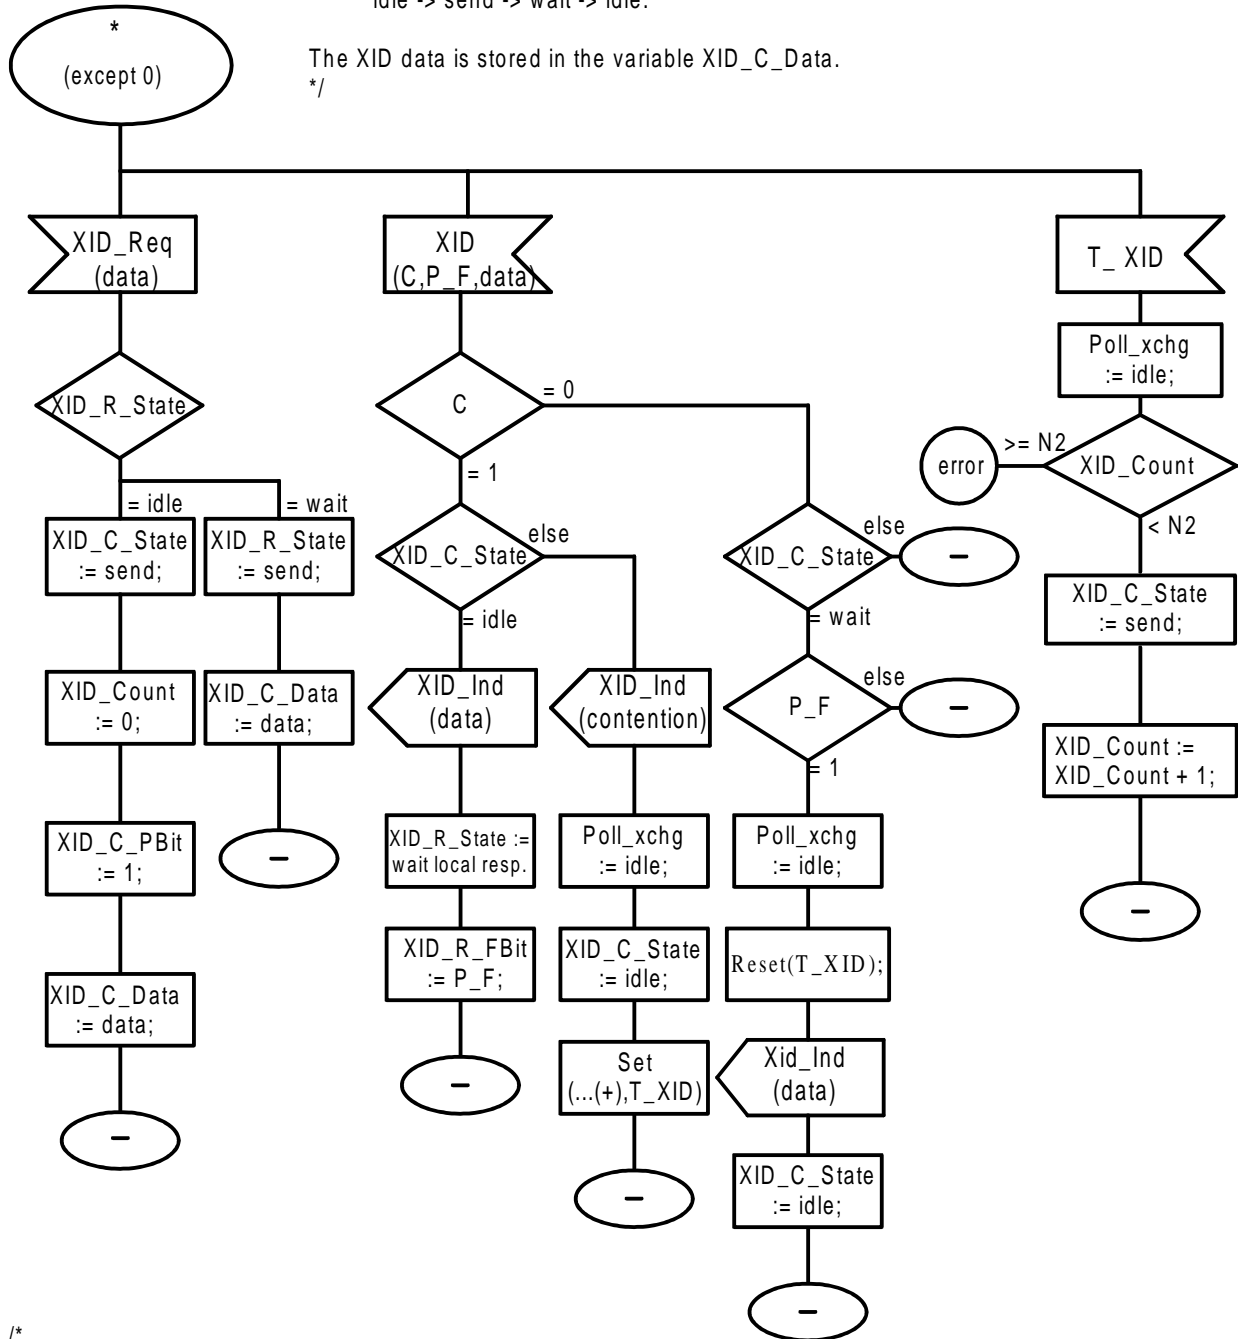 idle -> send -> wait -> idle.
The XID data is stored in the variable XID_C_Data.
*/
*
(except 0)
XID_Req
(data)
XID_R_State
= idle
= wait
XID_C_State
:= send;
XID_Count
:= 0;
XID_C_PBit
:= 1;
XID_C_Data
:= data;
–
XID_R_State
:= send;
XID_C_Data
:= data;
–
XID
(C,P_F,data)
C
= 0
= 1
XID_C_State
else
= idle
XID_Ind
(data)
XID_R_State :=
wait local resp.
XID_R_FBit
:= P_F;
–
XID_Ind
(contention)
Poll_xchg
:= idle;
XID_C_State
:= idle;
Set
(...(+),T_XID)
–
XID_C_State
else
–
= wait
P_F
else
–
= 1
Poll_xchg
:= idle;
Reset(T_XID);
Xid_Ind
(data)
XID_C_State
:= idle;
–
T_ XID
Poll_xchg
:= idle;
XID_Count
>= N2
error
< N2
XID_C_State
:= send;
XID_Count :=
XID_Count + 1;
–
/*